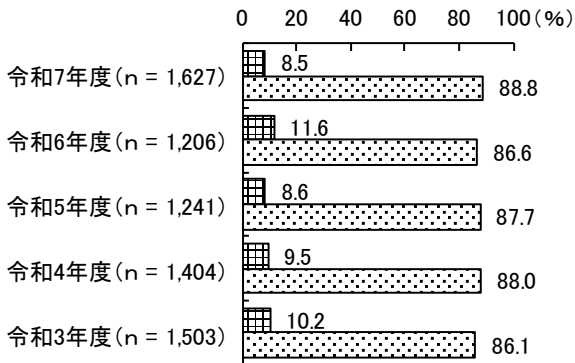 0 20 40 60 80 100(%)
令和7年度(n = 1,627)
8.5
88.8
令和6年度(n = 1,206)
11.6
86.6
令和5年度(n = 1,241)
8.6
87.7
令和4年度(n = 1,404)
9.5
88.0
令和3年度(n = 1,503)
10.2
86.1